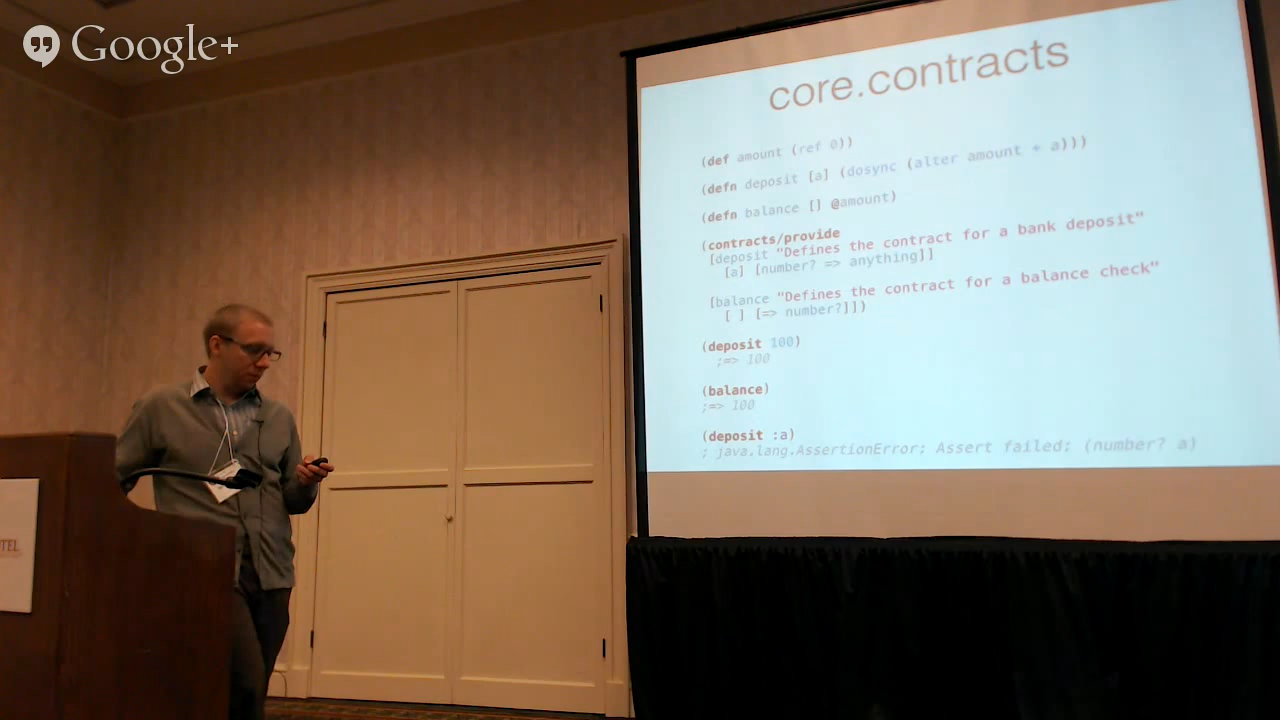 Google+
core.contracts
(def amount (ref 0))
(defn deposit [a] (dosync (alter amount + a)))
(defn balance [] @amount)
(contracts/provide
[deposit "Defines the contract for a bank deposit"
[a] [number? => anything]]
[balance "Defines the contract for a balance check"
[ ] [=> number?]])
(deposit 100)
;=> 100
(balance)
;=> 100
(deposit :a)
; java.lang.AssertionError: Assert failed: (number? a)